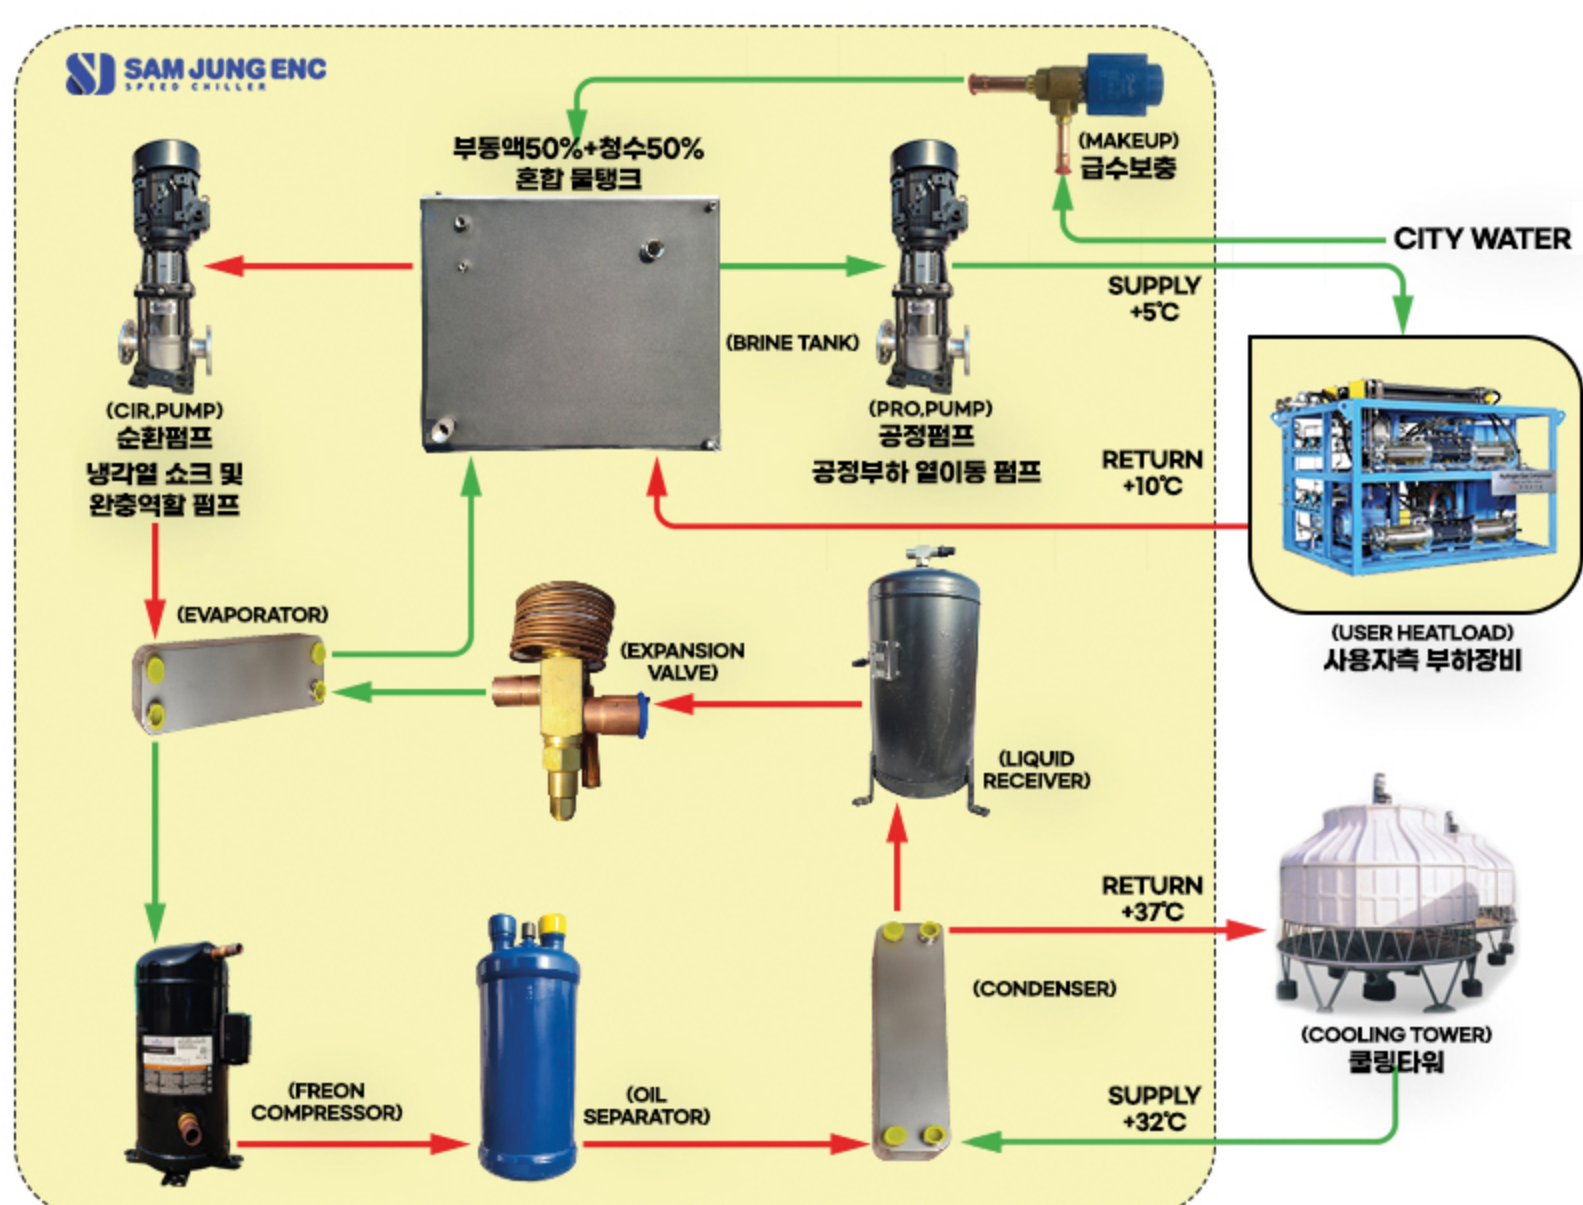 SAM JUNG ENC
SPEED CHILLER
(MAKEUP)
급수보충
부동액50%+청수50%
혼합 물탱크
CITY WATER
SUPPLY
+5℃
(BRINE TANK)
(CIR,PUMP)
순환펌프
냉각열 쇼크 및
완충역할 펌프
(PRO,PUMP)
공정펌프
공정부하 열이동 펌프
RETURN
+10℃
(EVAPORATOR)
(EXPANSION
VALVE)
(USER HEATLOAD)
사용자측 부하장비
(LIQUID
RECEIVER)
RETURN
+37℃
(CONDENSER)
(COOLING TOWER)
쿨링타워
(FREON
COMPRESSOR)
(OIL
SEPARATOR)
SUPPLY
+32℃